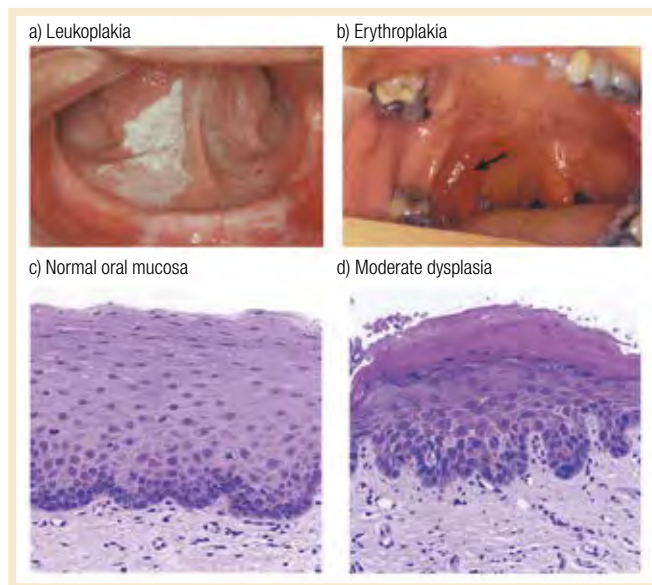 a) Leukoplakia
b) Erythroplakia
c) Normal oral mucosa
d) Moderate dysplasia